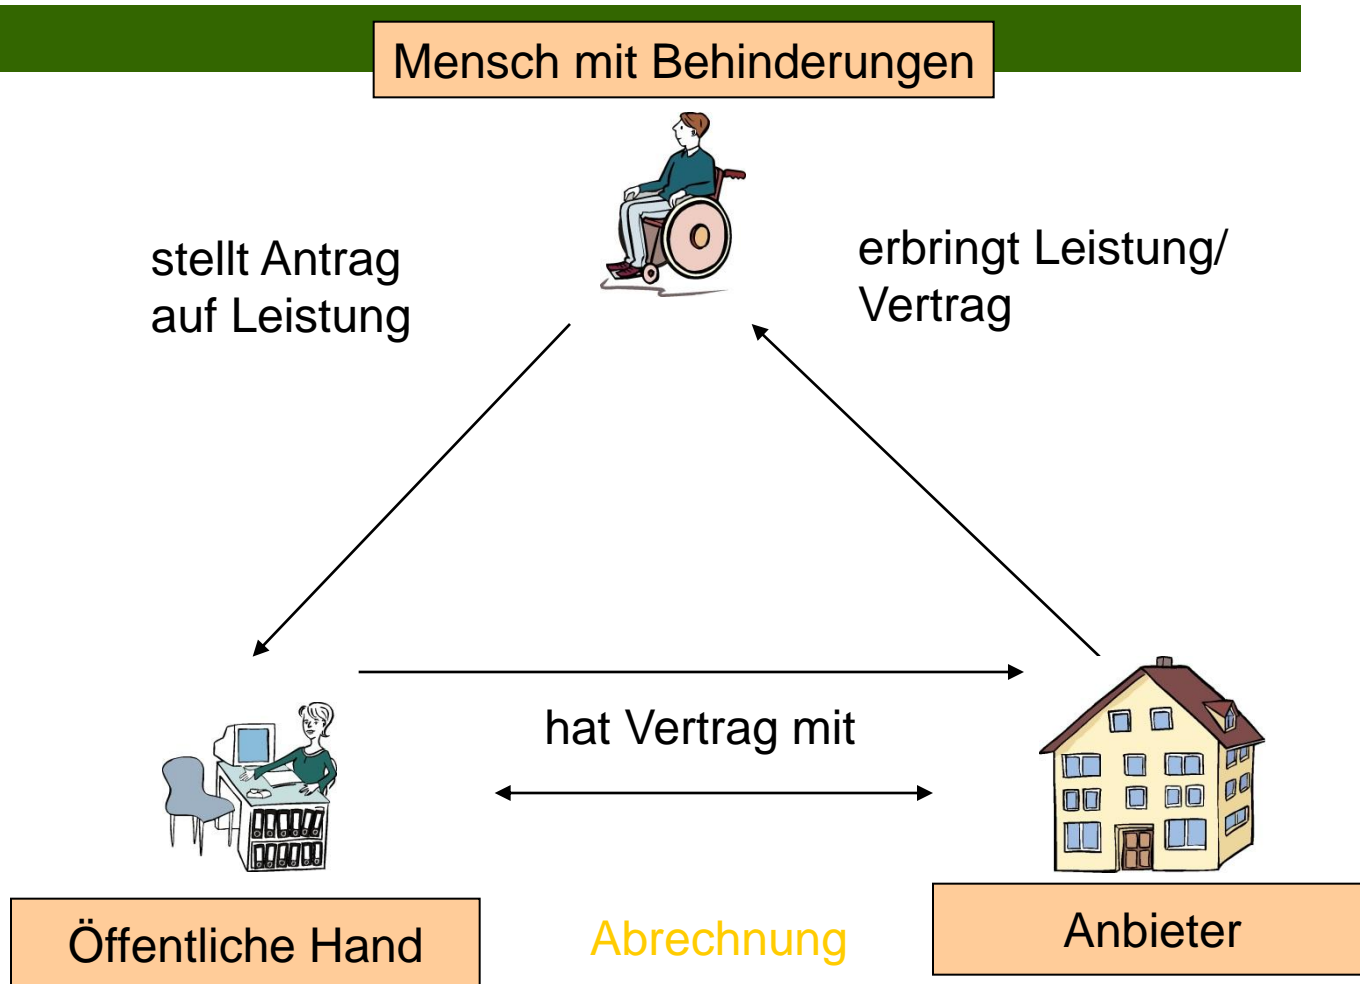 Mensch mit Behinderungen
stellt Antrag
auf Leistung
erbringt Leistung/
Vertrag
hat Vertrag mit
Öffentliche Hand
Abrechnung
Anbieter